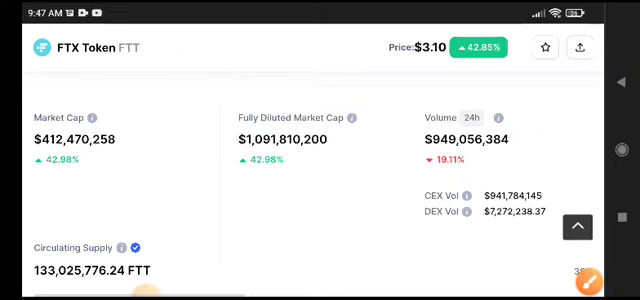 9:47 AM
FTX Token FTT
Price:$3.10 42.85%
Market Cap
$412,470,258
42.98%
Fully Diluted Market Cap
$1,091,810,200
42.98%
Volume 24h
$949,056,384
19.11%
CEX Vol $941,784,145
DEX Vol $7,272,238.37
Circulating Supply
133,025,776.24 FTT